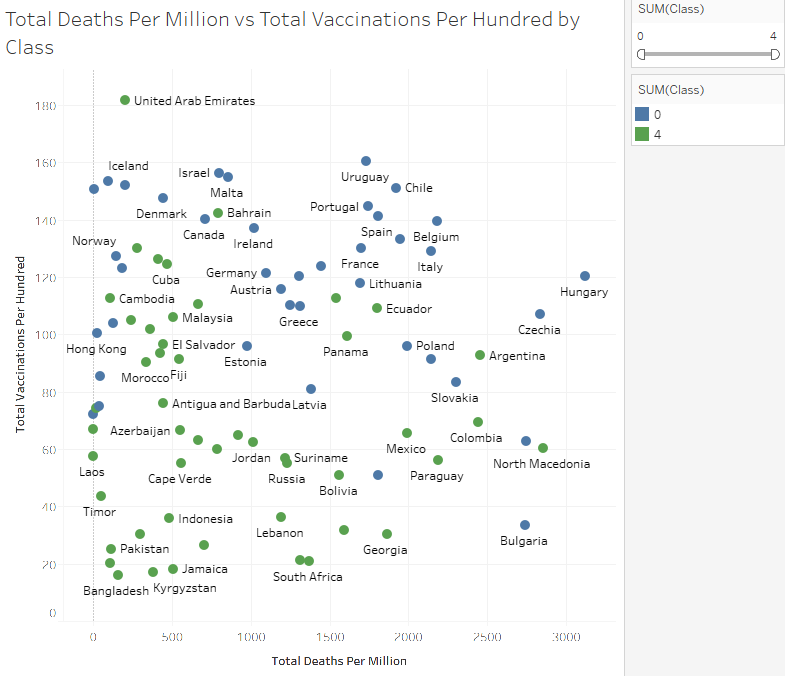 Total Deaths Per Million vs Total Vaccinations Per Hundred by
Class
SUM(Class)
0 4
SUM(Class)
0
4
Total Vaccinations Per Hundred
180
160
140
120
100
80
60
40
20
0
United Arab Emirates
Iceland
Israel
Uruguay
Malta
Chile
Denmark
Bahrain
Portugal
Canada
Spain
Norway
Ireland
Belgium
France
Italy
Cuba
Germany
Austria
Lithuania
Hungary
Cambodia
Malaysia
Greece
Ecuador
Czechia
Hong Kong
El Salvador
Estonia
Panama
Poland
Argentina
Morocco
Fiji
Slovakia
Antigua and Barbuda
Latvia
Azerbaijan
Colombia
Mexico
Jordan
Suriname
North Macedonia
Laos
Cape Verde
Russia
Paraguay
Bolivia
Timor
Indonesia
Lebanon
Bulgaria
Pakistan
Georgia
Jamaica
South Africa
Bangladesh
Kyrgyzstan
0 500 1000 1500 2000 2500 3000
Total Deaths Per Million